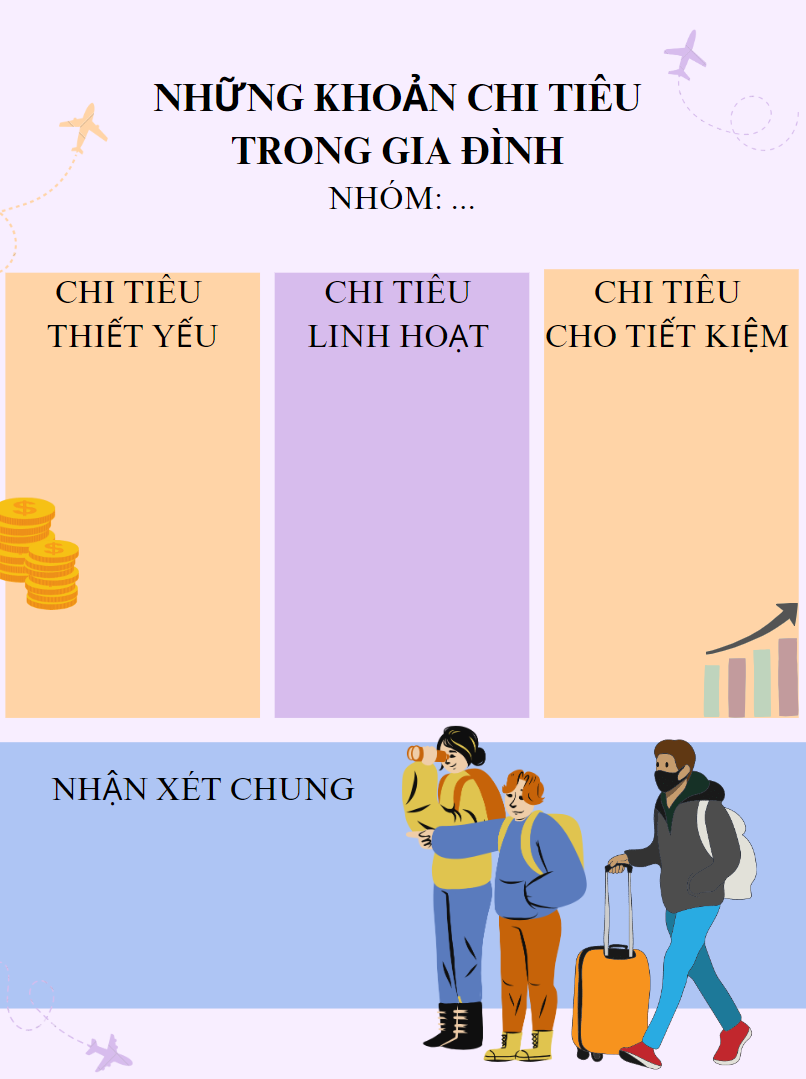 NHỮNG KHOẢN CHI TIÊU
TRONG GIA ĐÌNH
NHÓM: ...
CHI TIÊU
THIẾT YẾU
CHI TIÊU
LINH HOẠT
CHI TIÊU
CHO TIẾT KIỆM
NHẬN XÉT CHUNG